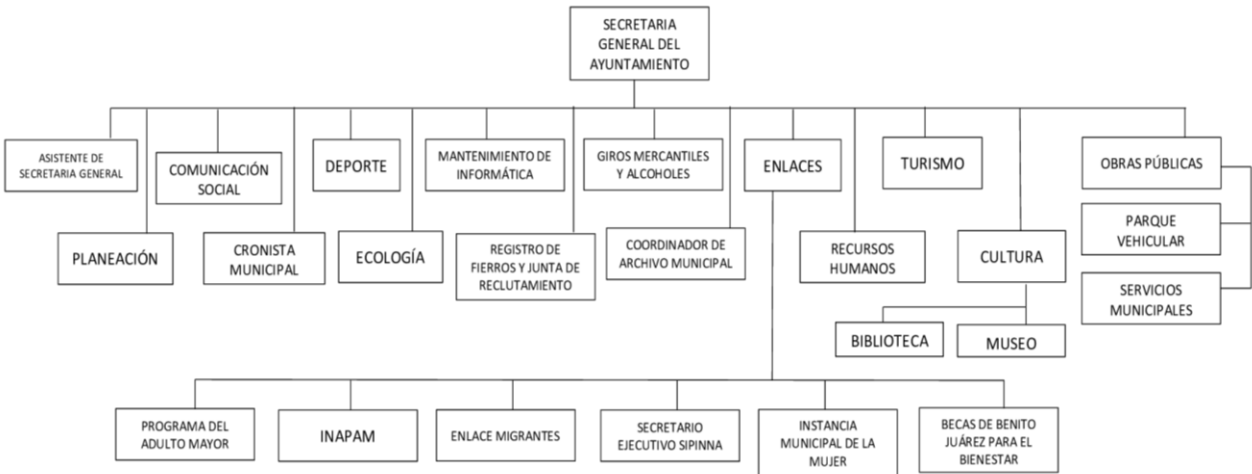 SECRETARIA
GENERAL DEL
AYUNTAMIENTO
ASISTENTE DE
SECRETARIA GENERAL
COMUNICACIÓN
SOCIAL
DEPORTE
MANTENIMIENTO DE
INFORMÁTICA
GIROS MERCANTILES
Y ALCOHOLES
ENLACES
TURISMO
OBRAS PÚBLICAS
PLANEACIÓN
CRONISTA
MUNICIPAL
ECOLOGÍA
REGISTRO DE
FIERROS Y JUNTA DE
RECLUTAMIENTO
COORDINADOR DE
ARCHIVO MUNICIPAL
RECURSOS
HUMANOS
CULTURA
PARQUE
VEHICULAR
SERVICIOS
MUNICIPALES
BIBLIOTECA
MUSEO
PROGRAMA DEL
ADULTO MAYOR
INAPAM
ENLACE MIGRANTES
SECRETARIO
EJECUTIVO SIPINNA
INSTANCIA
MUNICIPAL DE LA
MUJER
BECAS DE BENITO
JUÁREZ PARA EL
BIENESTAR